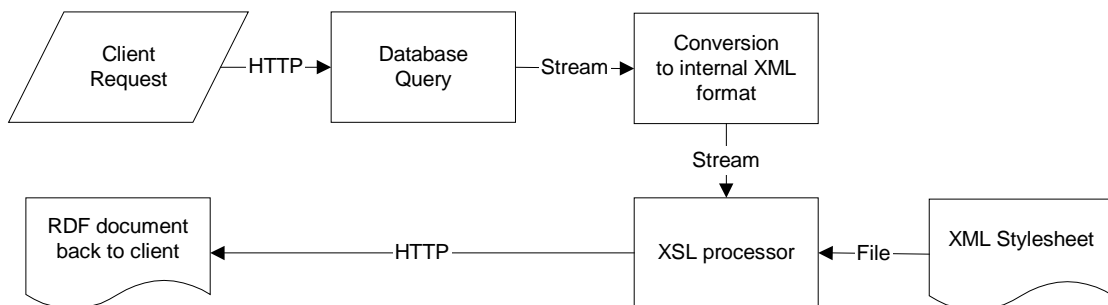 Client
Request
HTTP
Database
Query
Stream
Conversion
to internal XML
format
Stream
RDF document
back to client
HTTP
XSL processor
File
XML Stylesheet